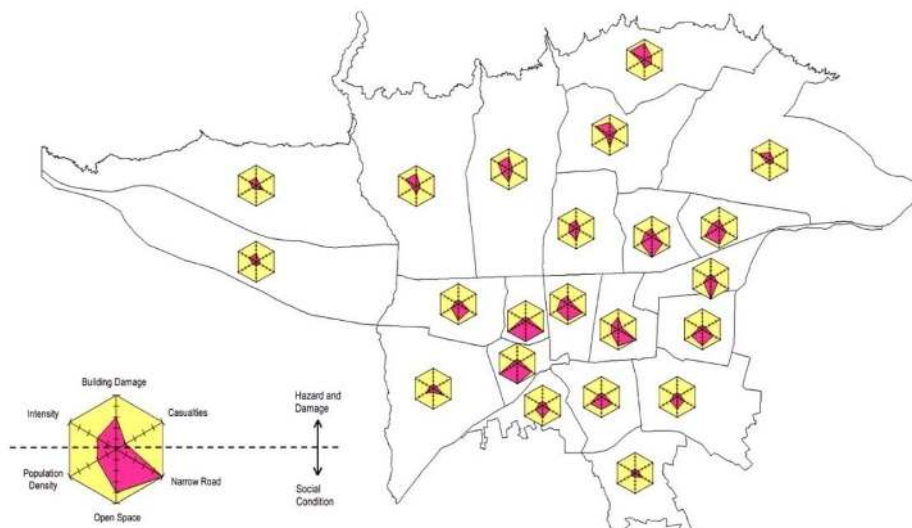 Building Damage
Intensity
Casualties
Hazard and
Damage
Population
Density
Narrow Road
Social
Condition
Open Space